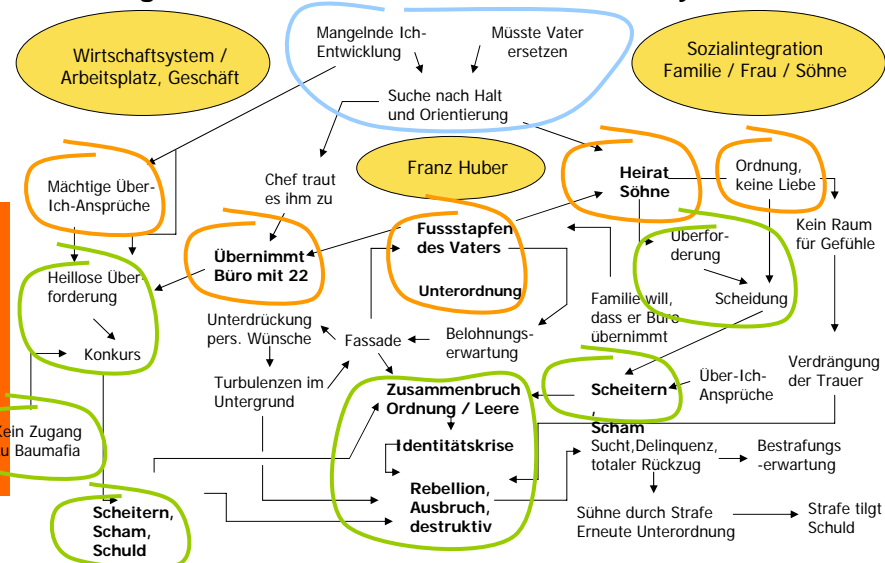 Wirtschaftsystem /
Arbeitsplatz, Geschäft
Mangelnde Ich-
Entwicklung
Müsste Vater
ersetzen
Sozialintegration
Familie / Frau / Söhne
Suche nach Halt
und Orientierung
Franz Huber
Mächtige Über-
Ich-Ansprüche
Chef traut
es ihm zu
Heirat
Söhne
Ordnung,
keine Liebe
Kein Raum
für Gefühle
Übernimmt
Büro mit 22
Fussstapfen
des Vaters
Unterordnung
Überfor-
derung
Scheidung
Heillose Über-
forderung
Konkurs
Familie will,
dass er Büro
übernimmt
Unterdrückung
pers. Wünsche
Fassade
Belohnungs-
erwartung
Turbulenzen im
Untergrund
Zusammenbruch
Ordnung / Leere
Identitätskrise
Rebellion,
Ausbruch,
destruktiv
Scheitern
,
Scham
Über-Ich-
Ansprüche
Verdrängung
der Trauer
Kein Zugang
zu Baumafia
Scheitern,
Scham,
Schuld
Sucht,Delinquenz,
totaler Rückzug
Bestrafungs
-erwartung
Sühne durch Strafe
Erneute Unterordnung
Strafe tilgt
Schuld